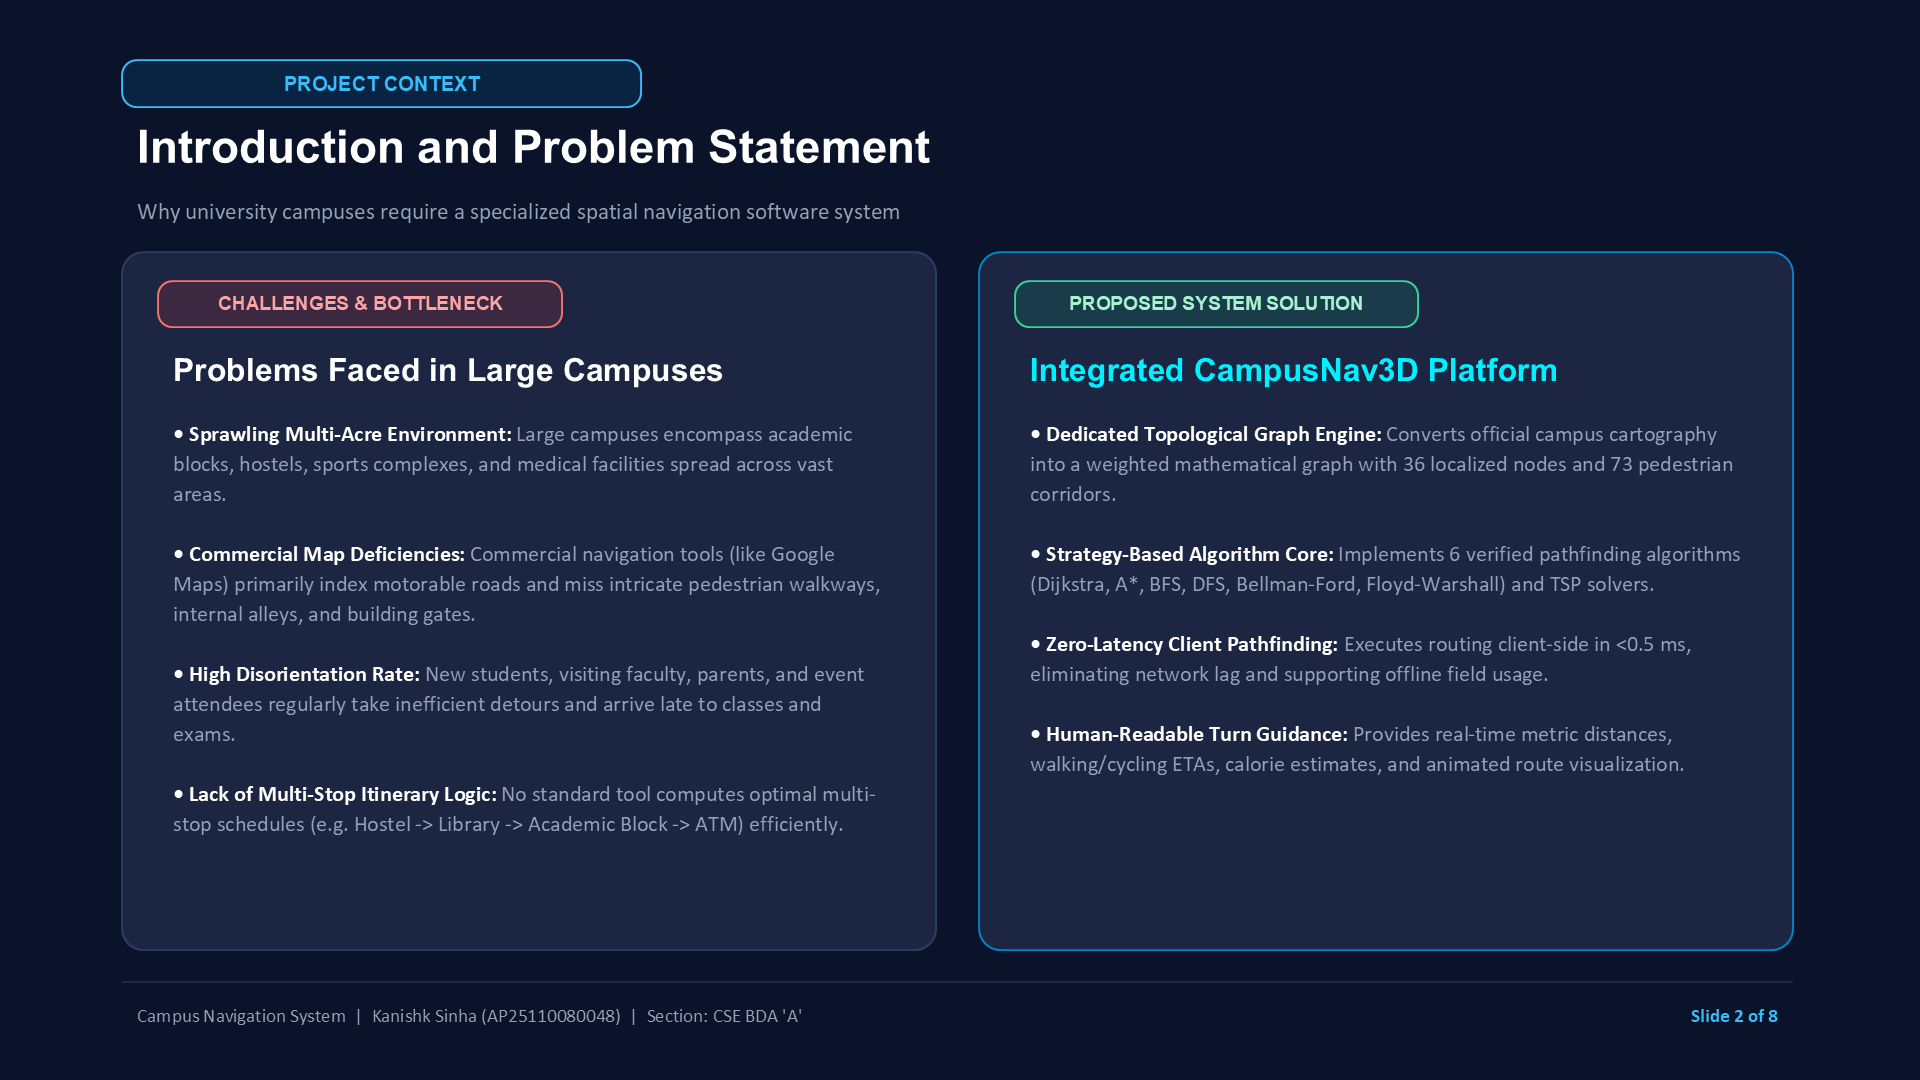 PROJECT CONTEXT
Introduction and Problem Statement
Why university campuses require a specialized spatial navigation software system
CHALLENGES & BOTTLENECK
Problems Faced in Large Campuses
• Sprawling Multi-Acre Environment: Large campuses encompass academic
blocks, hostels, sports complexes, and medical facilities spread across vast
areas.
• Commercial Map Deficiencies: Commercial navigation tools (like Google
Maps) primarily index motorable roads and miss intricate pedestrian walkways,
internal alleys, and building gates.
• High Disorientation Rate: New students, visiting faculty, parents, and event
attendees regularly take inefficient detours and arrive late to classes and
exams.
• Lack of Multi-Stop Itinerary Logic: No standard tool computes optimal multi-
stop schedules (e.g. Hostel -> Library -> Academic Block -> ATM) efficiently.
PROPOSED SYSTEM SOLUTION
Integrated CampusNav3D Platform
• Dedicated Topological Graph Engine: Converts official campus cartography
into a weighted mathematical graph with 36 localized nodes and 73 pedestrian
corridors.
• Strategy-Based Algorithm Core: Implements 6 verified pathfinding algorithms
(Dijkstra, A*, BFS, DFS, Bellman-Ford, Floyd-Warshall) and TSP solvers.
• Zero-Latency Client Pathfinding: Executes routing client-side in <0.5 ms,
eliminating network lag and supporting offline field usage.
• Human-Readable Turn Guidance: Provides real-time metric distances,
walking/cycling ETAs, calorie estimates, and animated route visualization.
Campus Navigation System | Kanishk Sinha (AP25110080048) | Section: CSE BDA 'A'
Slide 2 of 8